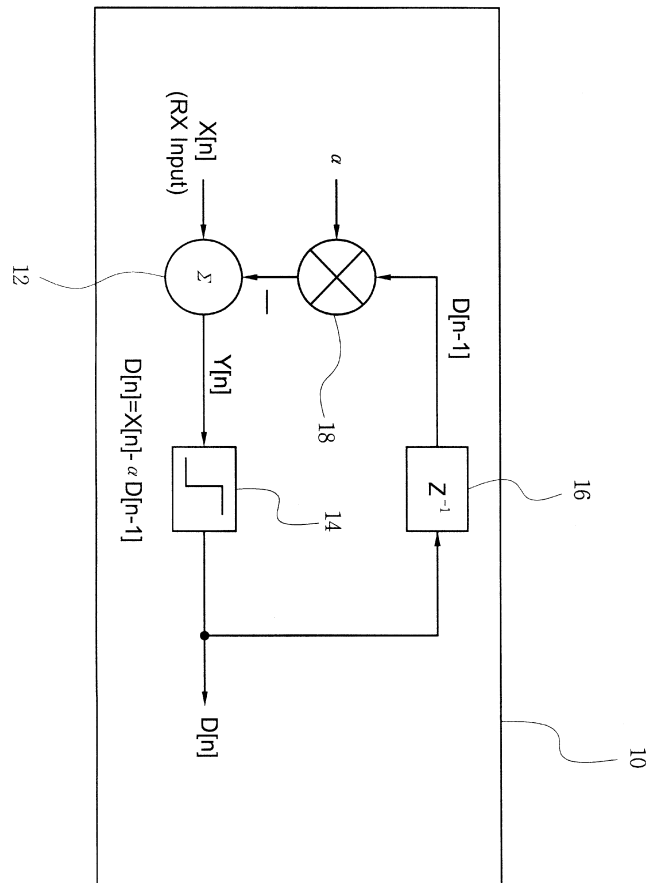 10
16
Z⁻¹
D[n-1]
α
18
X[n]
(RX Input)
Σ
12
Y[n]
14
D[n]
D[n]=X[n]- α D[n-1]